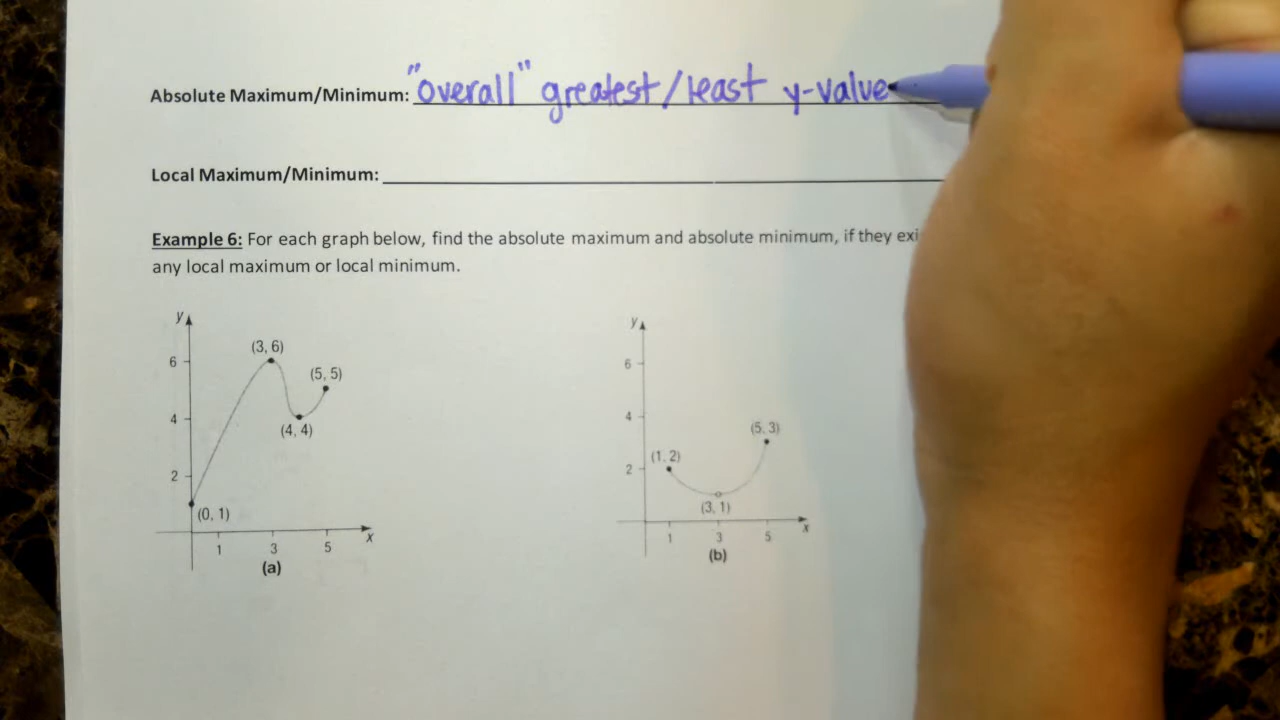 Absolute Maximum/Minimum: "overall" greatest/least y-value
Local Maximum/Minimum:
Example 6: For each graph below, find the absolute maximum and absolute minimum, if they exi
any local maximum or local minimum.
y
6
4
2
(3, 6)
(5, 5)
(4, 4)
(0, 1)
1 3 5 x
(a)
y
6
4
2
(5, 3)
(1, 2)
(3, 1)
1 3 5 x
(b)